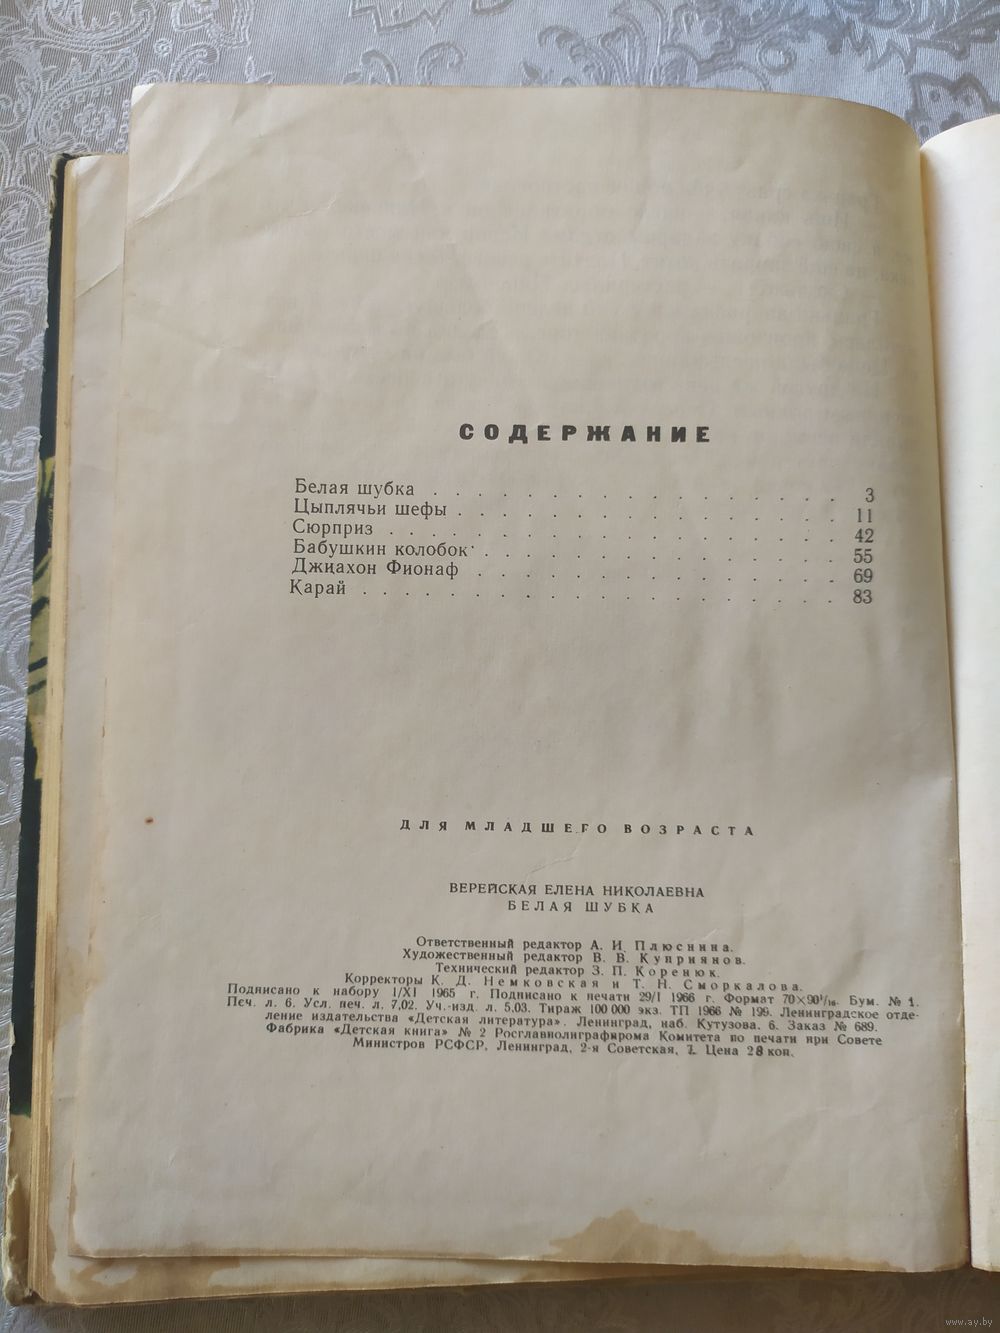 СОДЕРЖАНИЕ
Белая шубка . . . . . . . . . . . . . . . . . 3
Цыплячьи шефы . . . . . . . . . . . . . . . . 11
Сюрприз . . . . . . . . . . . . . . . . . . . 42
Бабушкин колобок . . . . . . . . . . . . . . . 55
Джиахон Фионаф . . . . . . . . . . . . . . . 69
Карай . . . . . . . . . . . . . . . . . . . . 83
ДЛЯ МЛАДШЕГО ВОЗРАСТА
ВЕРЕЙСКАЯ ЕЛЕНА НИКОЛАЕВНА
БЕЛАЯ ШУБКА
Ответственный редактор А. И. Плюснина.
Художественный редактор В. В. Куприянов.
Технический редактор З. П. Коренюк.
Корректоры К. Д. Немковская и Т. Н. Сморкалова.
Подписано к набору 1/XI 1965 г. Подписано к печати 29/I 1966 г. Формат 70×90¹/₁₆. Бум. № 1.
Печ. л. 6. Усл. печ. л. 7,02. Уч.-изд. л. 5,03. Тираж 100 000 экз. ТП 1966 № 199. Ленинградское отде-
ление издательства «Детская литература». Ленинград, наб. Кутузова, 6. Заказ № 689.
Фабрика «Детская книга» № 2 Росглавполиграфпрома Комитета по печати при Совете
Министров РСФСР, Ленинград, 2-я Советская, 7. Цена 28 коп.
www.ay.by